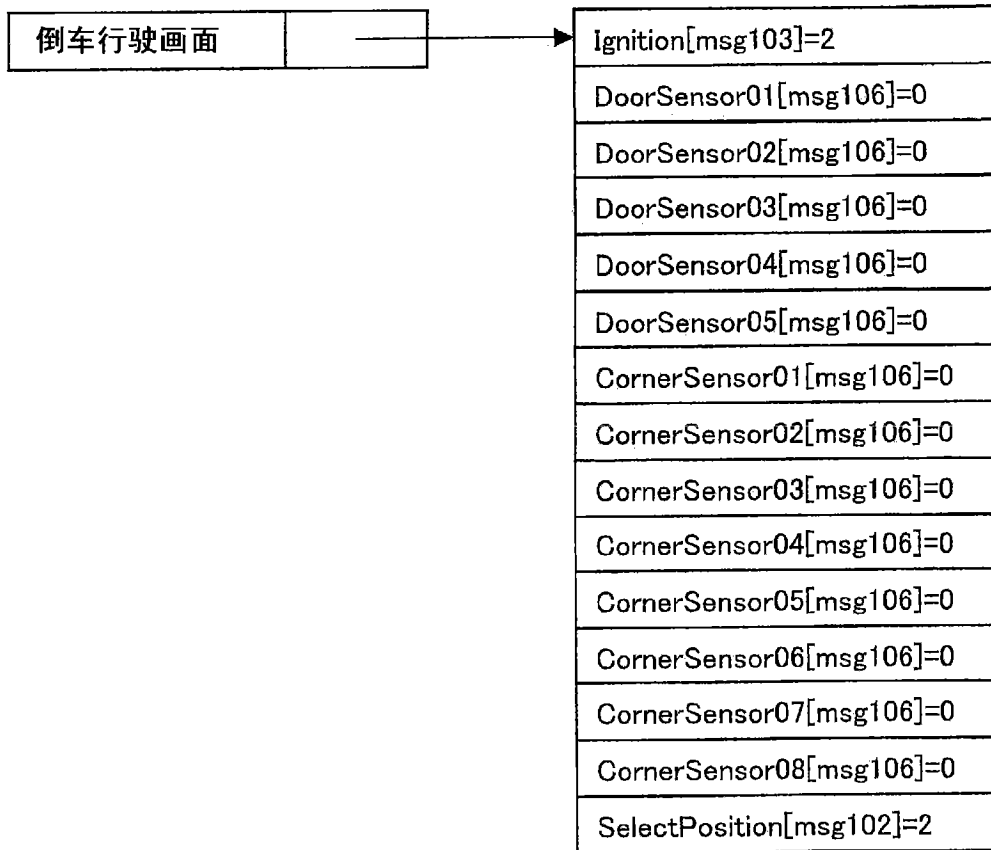 倒车行驶画面
Ignition[msg103]=2
DoorSensor01[msg106]=0
DoorSensor02[msg106]=0
DoorSensor03[msg106]=0
DoorSensor04[msg106]=0
DoorSensor05[msg106]=0
CornerSensor01[msg106]=0
CornerSensor02[msg106]=0
CornerSensor03[msg106]=0
CornerSensor04[msg106]=0
CornerSensor05[msg106]=0
CornerSensor06[msg106]=0
CornerSensor07[msg106]=0
CornerSensor08[msg106]=0
SelectPosition[msg102]=2